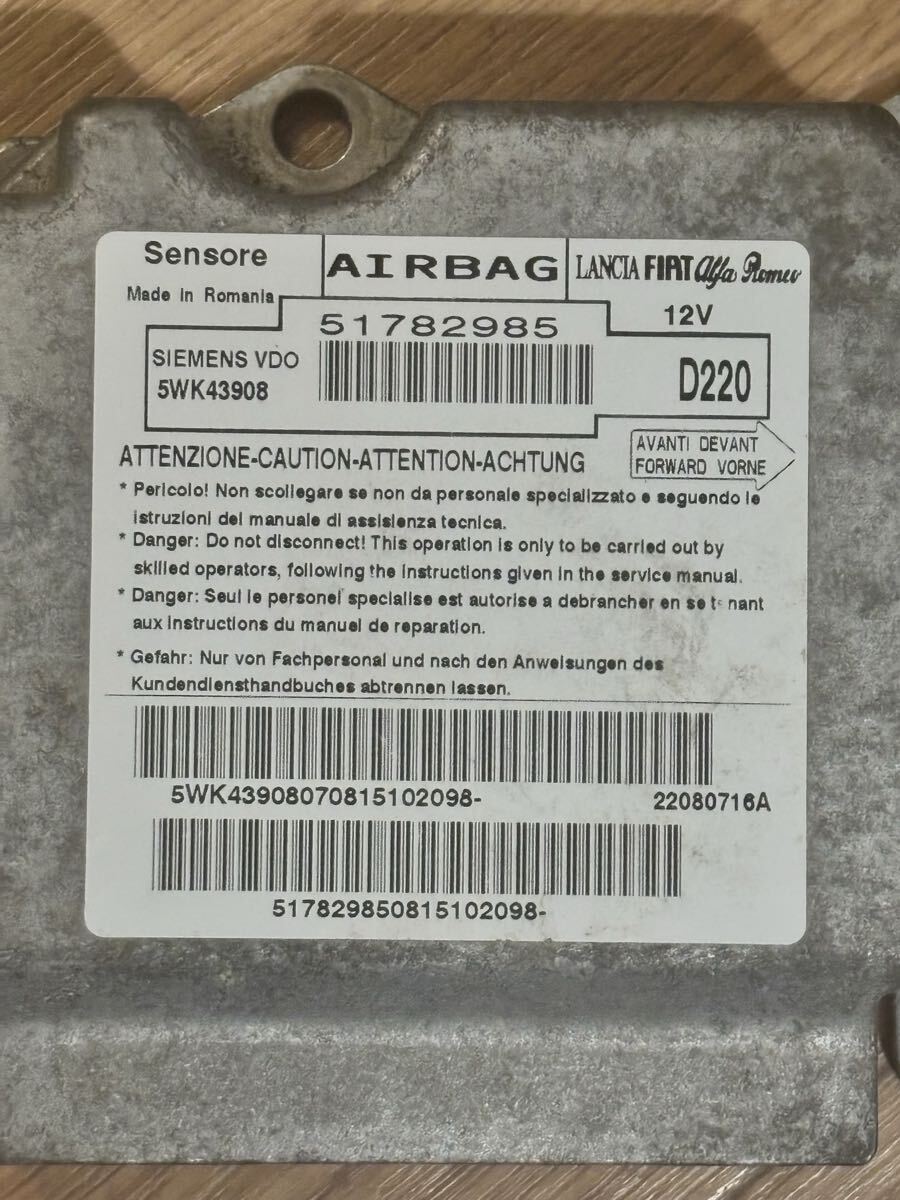 Sensore
AIRBAG
LANCIA FIAT Alfa Romeo
Made in Romania
51782985
12V
SIEMENS VDO
5WK43908
D220
AVANTI DEVANT
FORWARD VORNE
ATTENZIONE-CAUTION-ATTENTION-ACHTUNG
* Pericolo! Non scollegare se non da personale specializzato e seguendo le
istruzioni del manuale di assistenza tecnica.
* Danger: Do not disconnect! This operation is only to be carried out by
skilled operators, following the instructions given in the service manual.
* Danger: Seul le personel specialise est autorise a debrancher en se tenant
aux instructions du manuel de reparation.
* Gefahr: Nur von Fachpersonal und nach den Anweisungen des
Kundendiensthandbuches abtrennen lassen.
5WK43908070815102098-
22080716A
517829850815102098-